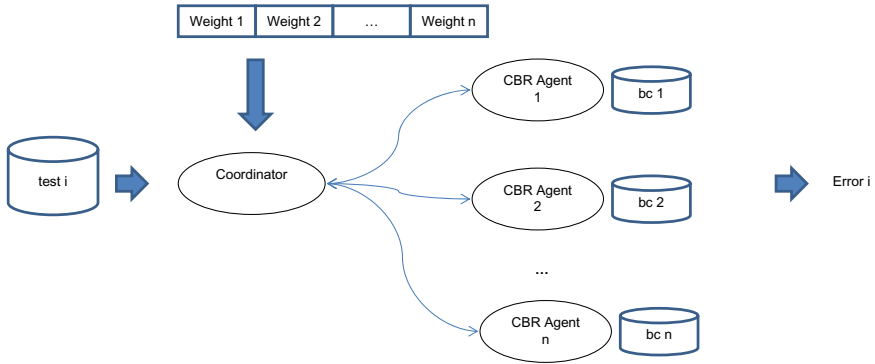 Weight 1 Weight 2 … Weight n
CBR Agent
1
bc 1
test i
Coordinator
CBR Agent
2
bc 2
Error i
...
CBR Agent
n
bc n